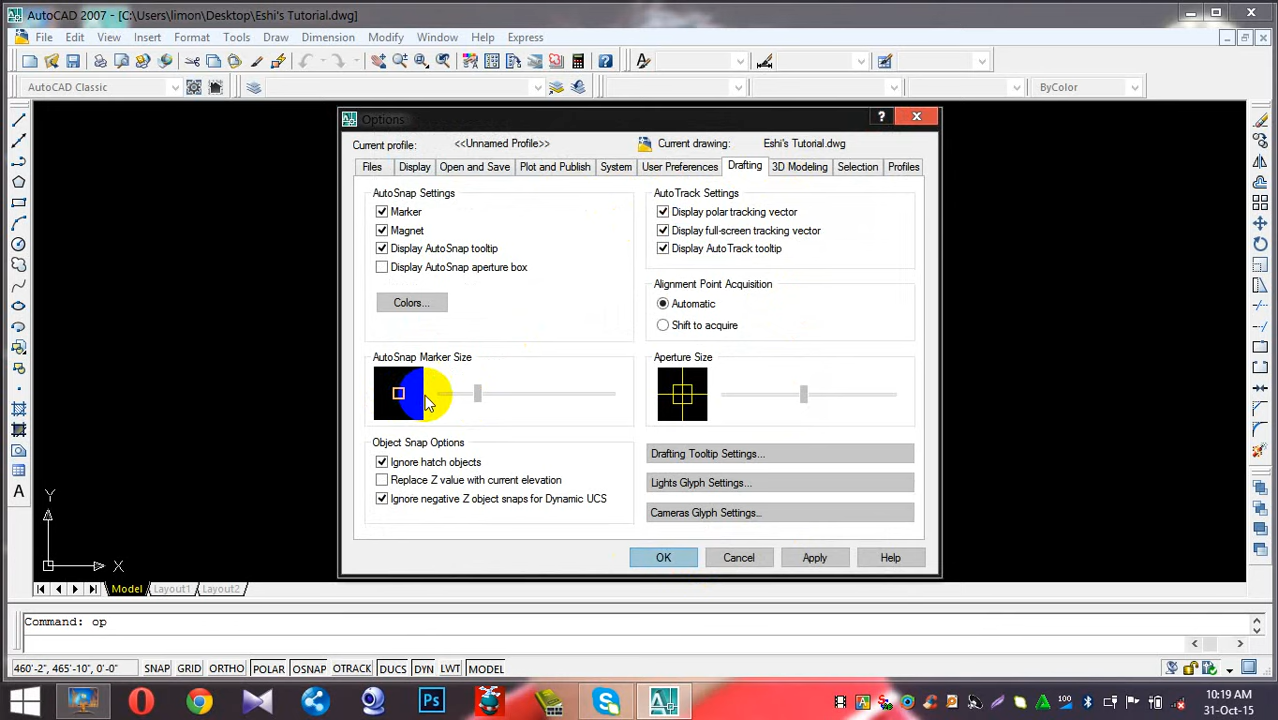 AutoCAD 2007 - [C:\Users\limon\Desktop\Eshi's Tutorial.dwg]
File Edit View Insert Format Tools Draw Dimension Modify Window Help Express
AutoCAD Classic
ByColor
Options
Current profile: <<Unnamed Profile>> Current drawing: Eshi's Tutorial.dwg
Files Display Open and Save Plot and Publish System User Preferences Drafting 3D Modeling Selection Profiles
AutoSnap Settings
Marker
Magnet
Display AutoSnap tooltip
Display AutoSnap aperture box
Colors...
AutoTrack Settings
Display polar tracking vector
Display full-screen tracking vector
Display AutoTrack tooltip
Alignment Point Acquisition
Automatic
Shift to acquire
AutoSnap Marker Size
Aperture Size
Object Snap Options
Ignore hatch objects
Replace Z value with current elevation
Ignore negative Z object snaps for Dynamic UCS
Drafting Tooltip Settings...
Lights Glyph Settings...
Cameras Glyph Settings...
OK Cancel Apply Help
Y
X
Model Layout1 Layout2
Command: op
460'-2", 465'-10", 0'-0" SNAP GRID ORTHO POLAR OSNAP OTRACK DUCS DYN LWT MODEL
Ps
100
10:19 AM
31-Oct-15